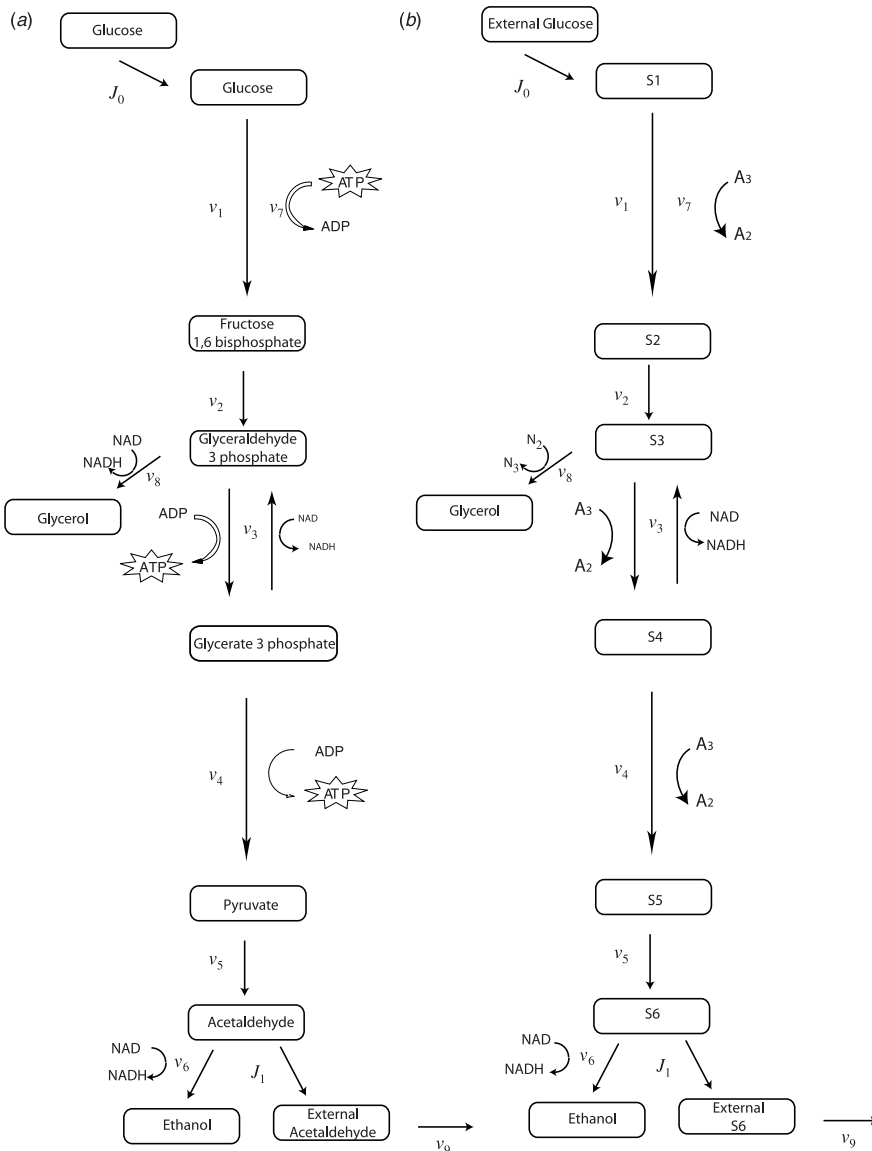 (a)
Glucose
J0
Glucose
v1
v7
ATP
ADP
Fructose
1,6 bisphosphate
v2
Glyceraldehyde
3 phosphate
NAD
NADH
v8
Glycerol
ADP
ATP
v3
NAD
NADH
Glycerate 3 phosphate
v4
ADP
ATP
Pyruvate
v5
Acetaldehyde
NAD
NADH
v6
J1
Ethanol
External
Acetaldehyde
v9
(b)
External Glucose
J0
S1
v1
v7
A3
A2
S2
v2
S3
N2
N3
v8
Glycerol
A3
A2
v3
NAD
NADH
S4
v4
A3
A2
S5
v5
S6
NAD
NADH
v6
J1
Ethanol
External
S6
v9